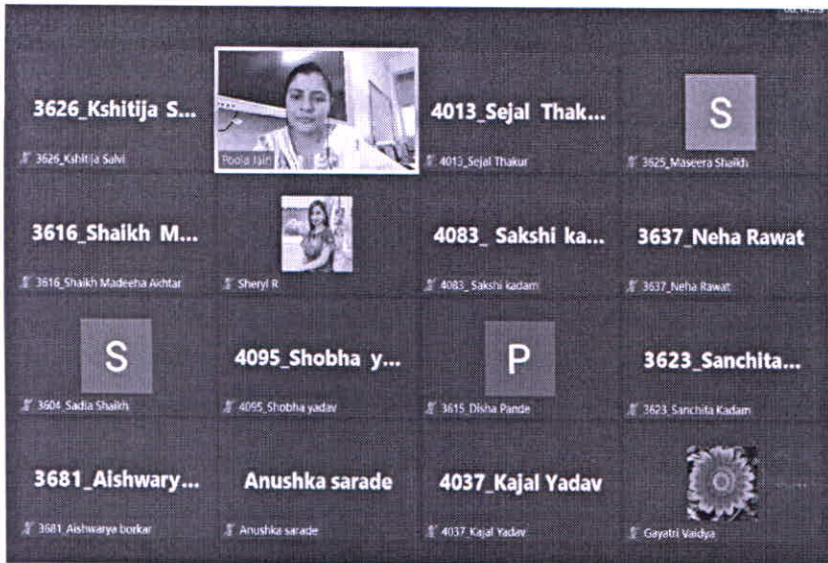 3626_Kshitija S...
3626_Kshitija Salvi
Pooja Jain
4013_Sejal Thak...
4013_Sejal Thakur
S
3625_Maseera Shaikh
3616_Shaikh M...
3616_Shaikh Madeeha Akhtar
Sheryl R
4083_ Sakshi ka...
4083_ Sakshi kadam
3637_Neha Rawat
3637_Neha Rawat
S
3604_Sadia Shaikh
4095_Shobha y...
4095_Shobha yadav
P
3615_Disha Pande
3623_Sanchita...
3623_Sanchita Kadam
3681_Aishwary...
3681_Aishwarya borkar
Anushka sarade
Anushka sarade
4037_Kajal Yadav
4037_Kajal Yadav
Gayatri Vaidya